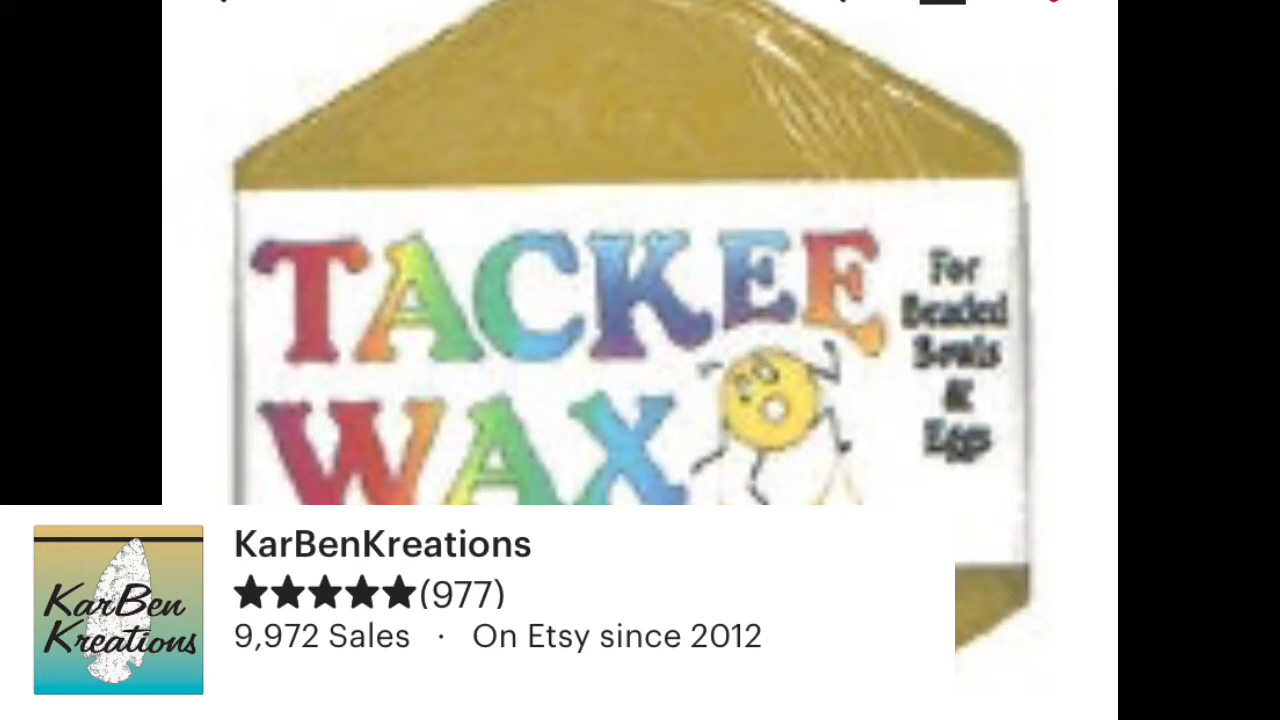 TACKEE
WAX
For
Beaded
Bowls
&
Eggs
KarBen
Kreations
KarBenKreations
★★★★★(977)
9,972 Sales · On Etsy since 2012